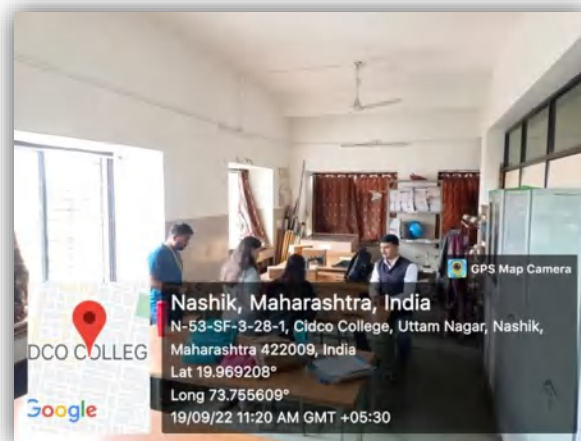 GPS Map Camera
Nashik, Maharashtra, India
N-53-SF-3-28-1, Cidco College, Uttam Nagar, Nashik,
Maharashtra 422009, India
Lat 19.969208°
Long 73.755609°
19/09/22 11:20 AM GMT +05:30
DCO COLLEG
Google